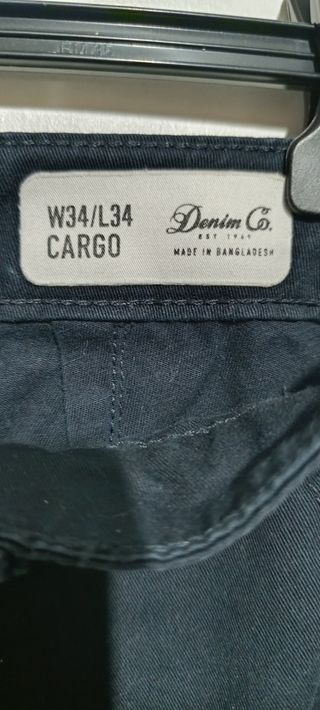 W34/L34
CARGO
Denim Co.
EST 1969
MADE IN BANGLADESH